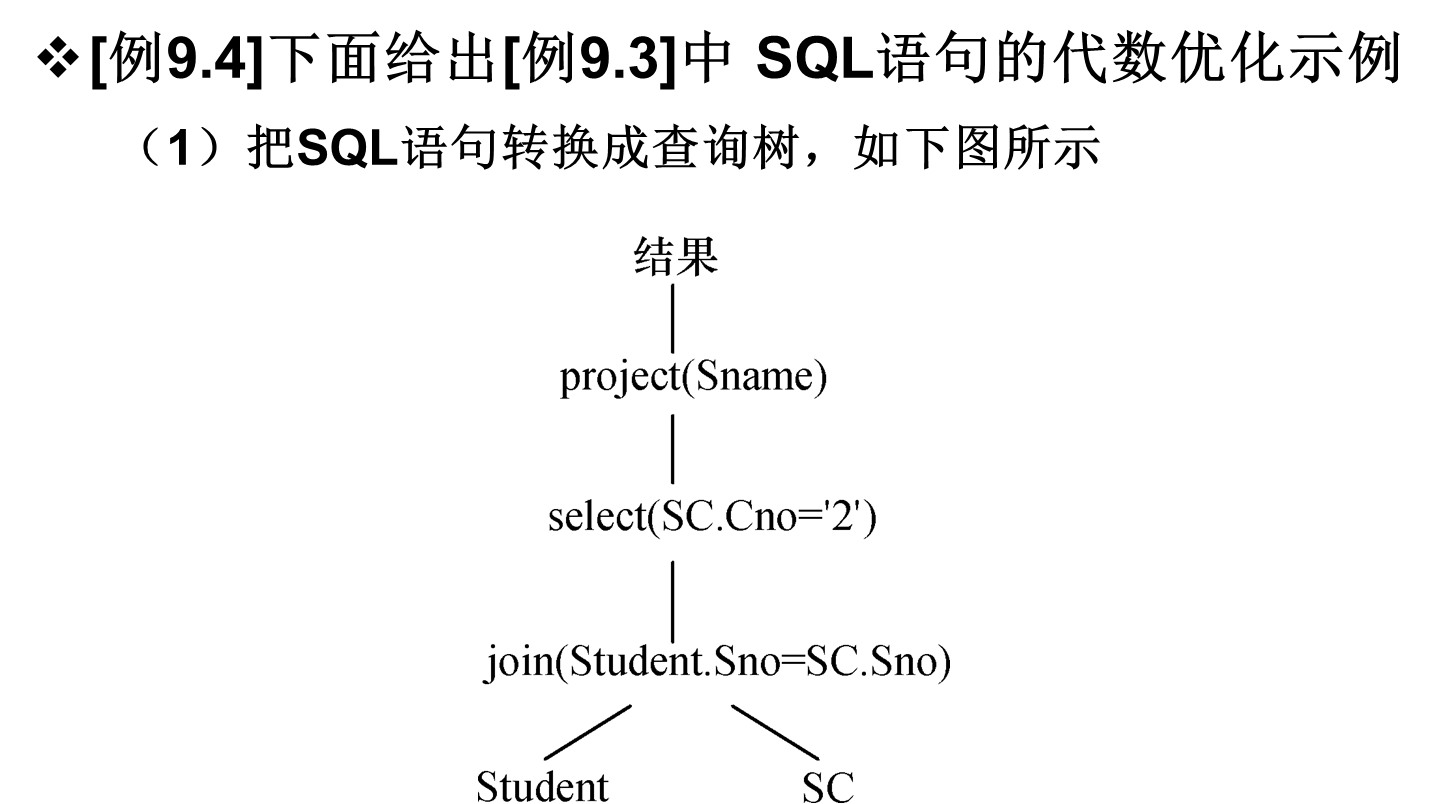 ❖[例9.4]下面给出[例9.3]中 SQL语句的代数优化示例
（1）把SQL语句转换成查询树，如下图所示
结果
project(Sname)
select(SC.Cno='2')
join(Student.Sno=SC.Sno)
Student SC